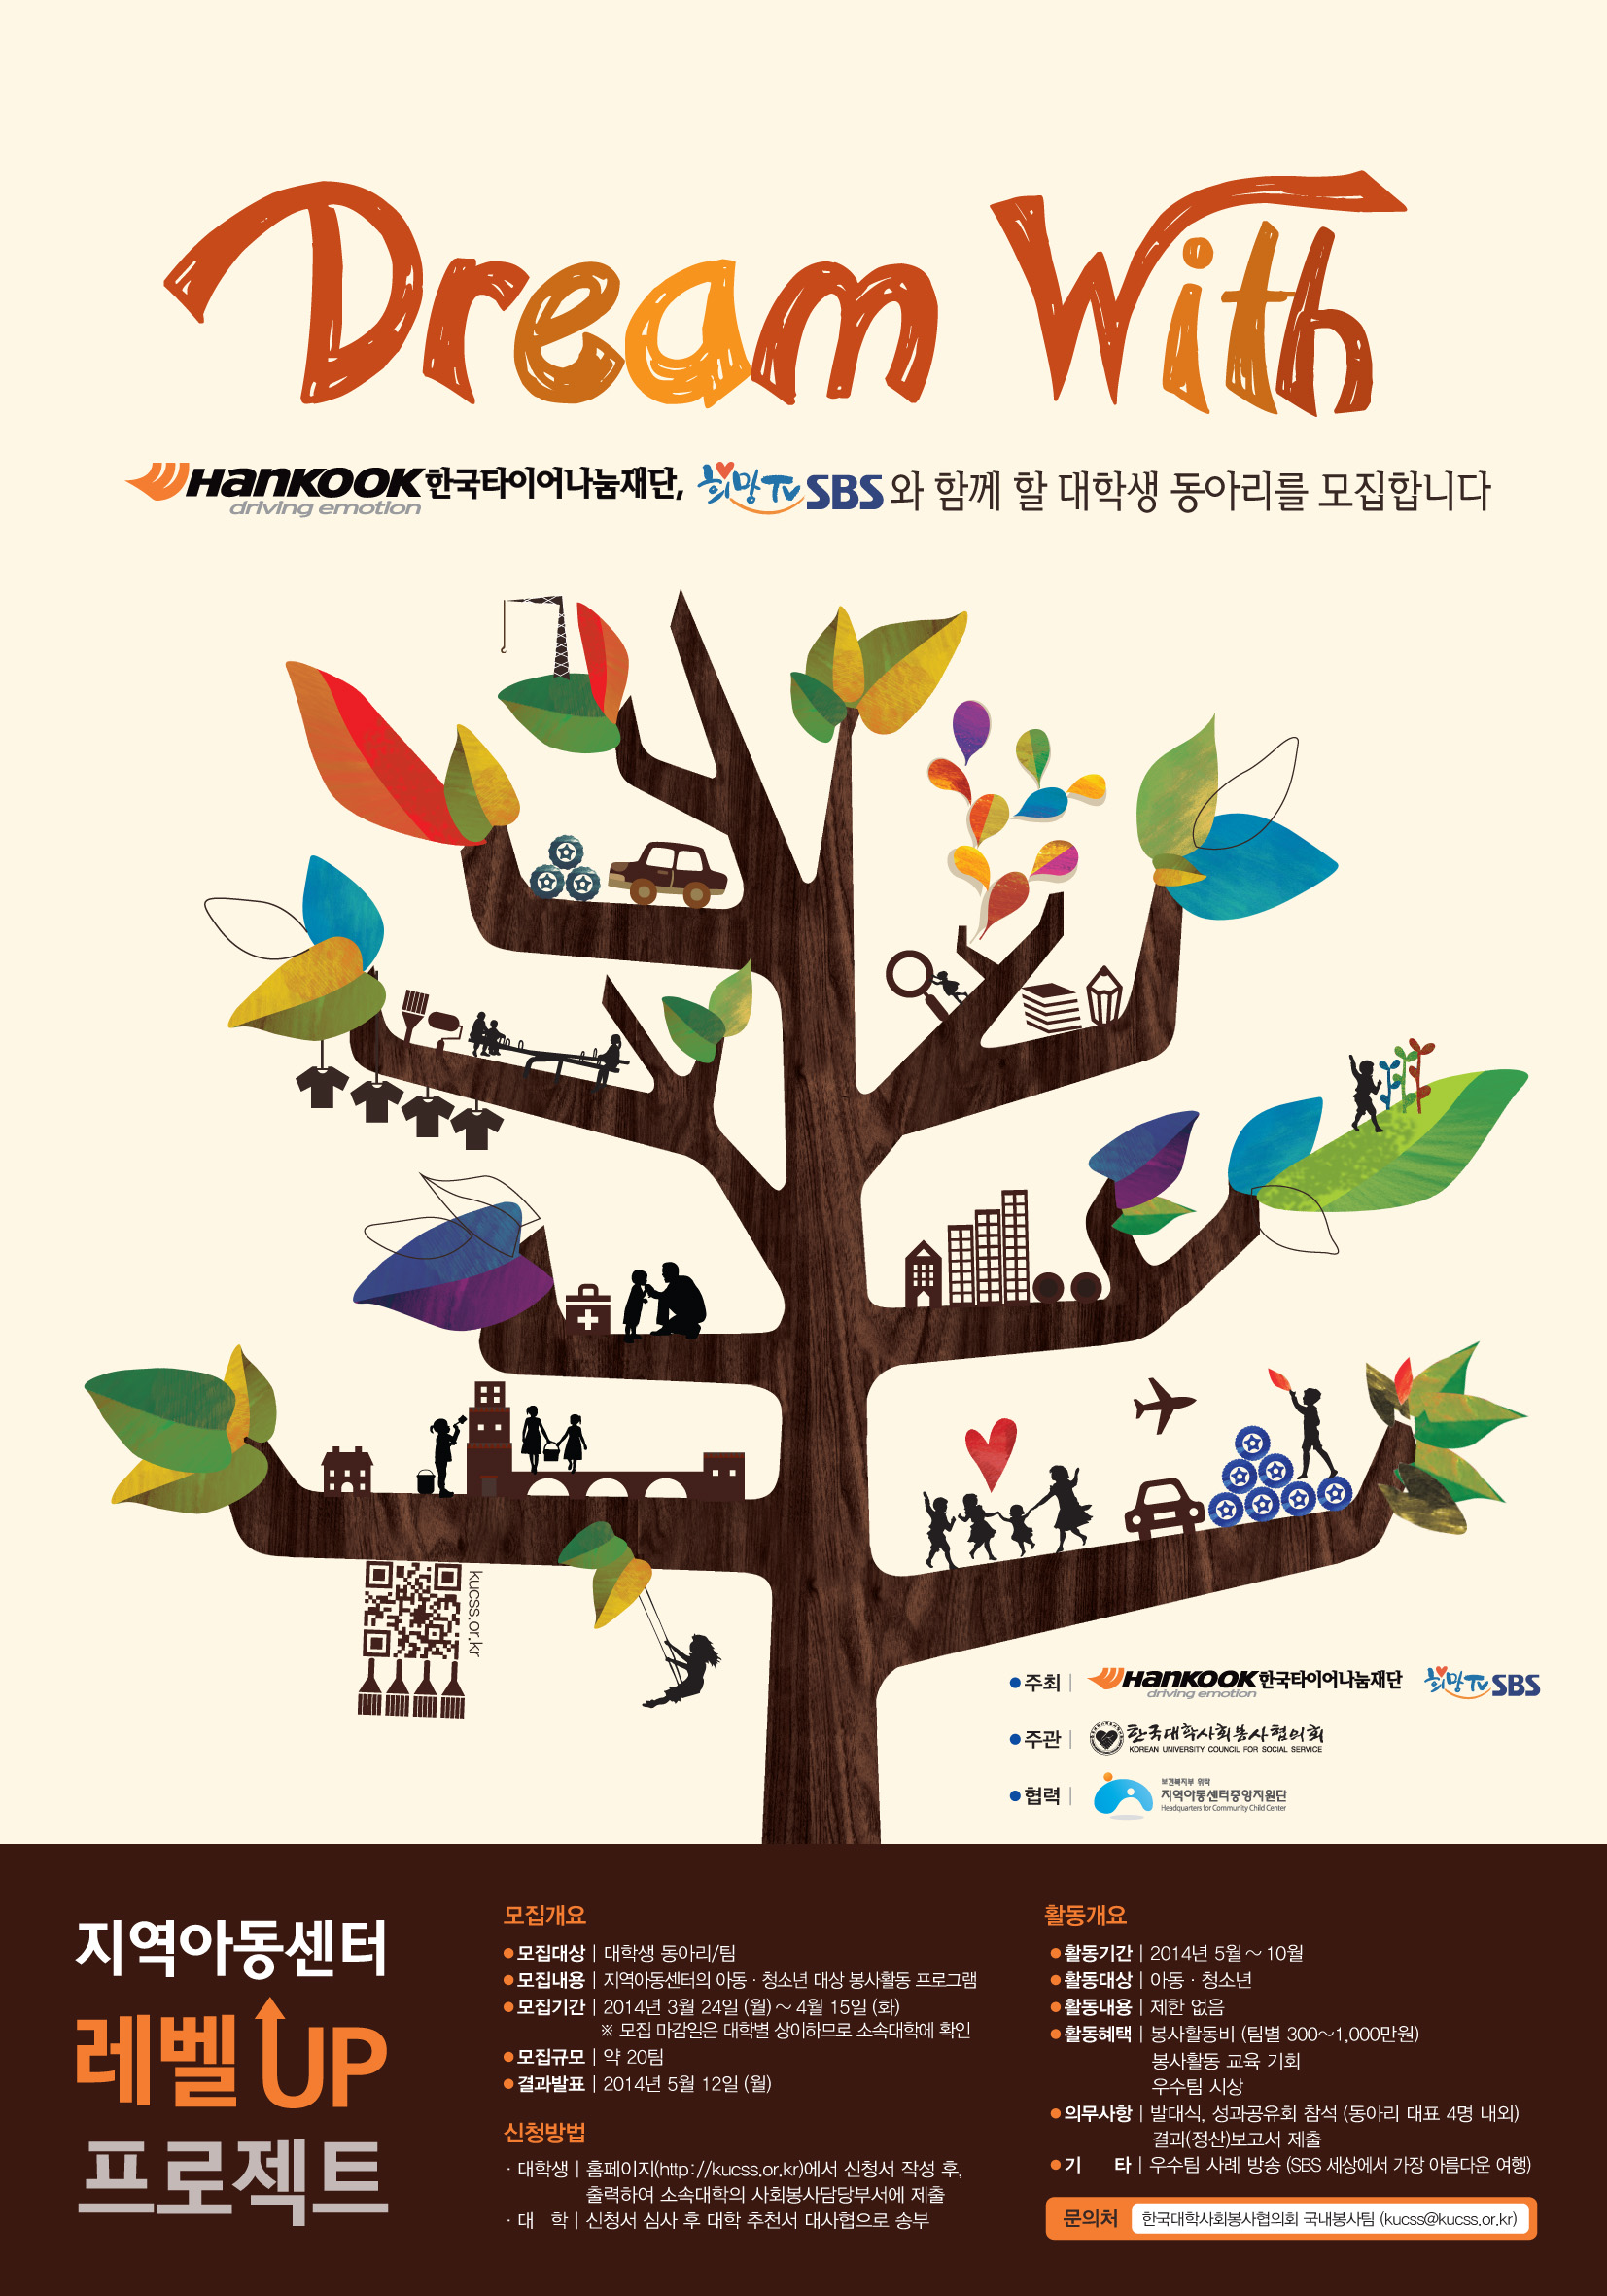 Dream With
HANKOOK 한국타이어나눔재단, 희망TV SBS 와 함께 할 대학생 동아리를 모집합니다
driving emotion
kucss.or.kr
● 주최 | HANKOOK 한국타이어나눔재단 희망TV SBS
driving emotion
● 주관 | 한국대학사회봉사협의회
KOREAN UNIVERSITY COUNCIL FOR SOCIAL SERVICE
● 협력 | 보건복지부 위탁
지역아동센터중앙지원단
Headquarters for Community Child Center
지역아동센터
레벨 UP
프로젝트
모집개요
● 모집대상 | 대학생 동아리/팀
● 모집내용 | 지역아동센터의 아동 · 청소년 대상 봉사활동 프로그램
● 모집기간 | 2014년 3월 24일 (월) ~ 4월 15일 (화)
※ 모집 마감일은 대학별 상이하므로 소속대학에 확인
● 모집규모 | 약 20팀
● 결과발표 | 2014년 5월 12일 (월)
신청방법
· 대학생 | 홈페이지(http://kucss.or.kr)에서 신청서 작성 후,
출력하여 소속대학의 사회봉사담당부서에 제출
· 대 학 | 신청서 심사 후 대학 추천서 대사협으로 송부
활동개요
● 활동기간 | 2014년 5월 ~ 10월
● 활동대상 | 아동 · 청소년
● 활동내용 | 제한 없음
● 활동혜택 | 봉사활동비 (팀별 300~1,000만원)
봉사활동 교육 기회
우수팀 시상
● 의무사항 | 발대식, 성과공유회 참석 (동아리 대표 4명 내외)
결과(정산)보고서 제출
● 기 타 | 우수팀 사례 방송 (SBS 세상에서 가장 아름다운 여행)
문의처 한국대학사회봉사협의회 국내봉사팀 (kucss@kucss.or.kr)